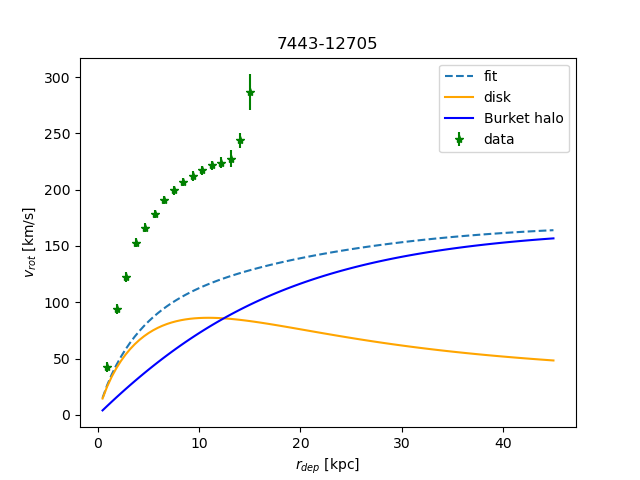 7443-12705
300
250
200
150
100
50
0
v_rot [km/s]
0 10 20 30 40
r_dep [kpc]
fit
disk
Burket halo
data